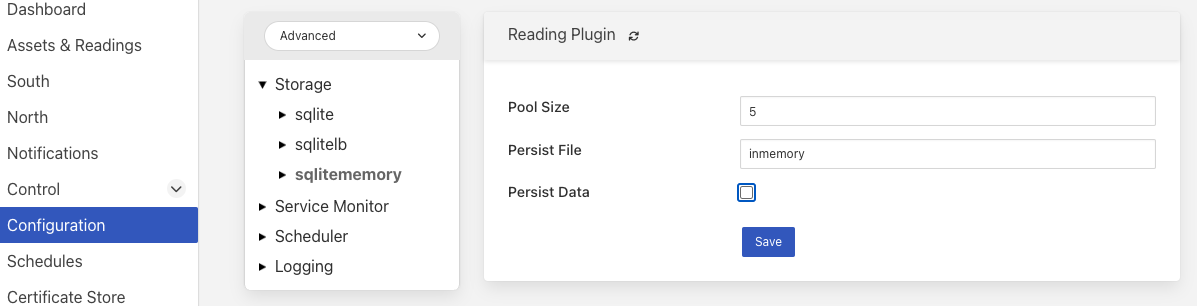 Dashboard
Assets & Readings
South
North
Notifications
Control
Configuration
Schedules
Certificate Store
Advanced
Storage
sqlite
sqlitelb
sqlitememory
Service Monitor
Scheduler
Logging
Reading Plugin
Pool Size
5
Persist File
inmemory
Persist Data
Save